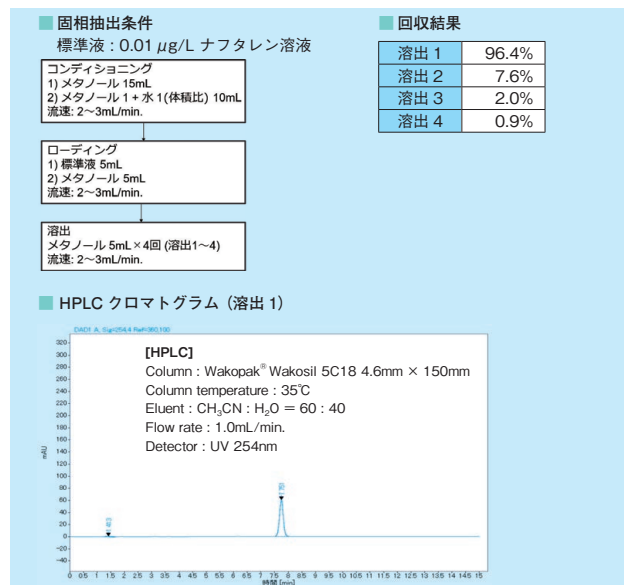 固相抽出条件
標準液 : 0.01 μg/L ナフタレン溶液
コンディショニング
1) メタノール 15mL
2) メタノール 1 + 水 1(体積比) 10mL
流速: 2～3mL/min.
ローディング
1) 標準液 5mL
2) メタノール 5mL
流速: 2～3mL/min.
溶出
メタノール 5mL×4回 (溶出1～4)
流速: 2～3mL/min.
回収結果
溶出 1 96.4%
溶出 2 7.6%
溶出 3 2.0%
溶出 4 0.9%
HPLC クロマトグラム（溶出 1）
DAD1 A, Sig=254,4 Ref=360,100
[HPLC]
Column : Wakopak® Wakosil 5C18 4.6mm × 150mm
Column temperature : 35℃
Eluent : CH₃CN : H₂O = 60 : 40
Flow rate : 1.0mL/min.
Detector : UV 254nm
mAU
320
300
280
260
240
220
200
180
160
140
120
100
80
60
40
20
0
-20
-40
0 0.5 1 1.5 2 2.5 3 3.5 4 4.5 5 5.5 6 6.5 7 7.5 8 8.5 9 9.5 10 10.5 11 11.5 12 12.5 13 13.5 14 14.5 15
時間 [min]